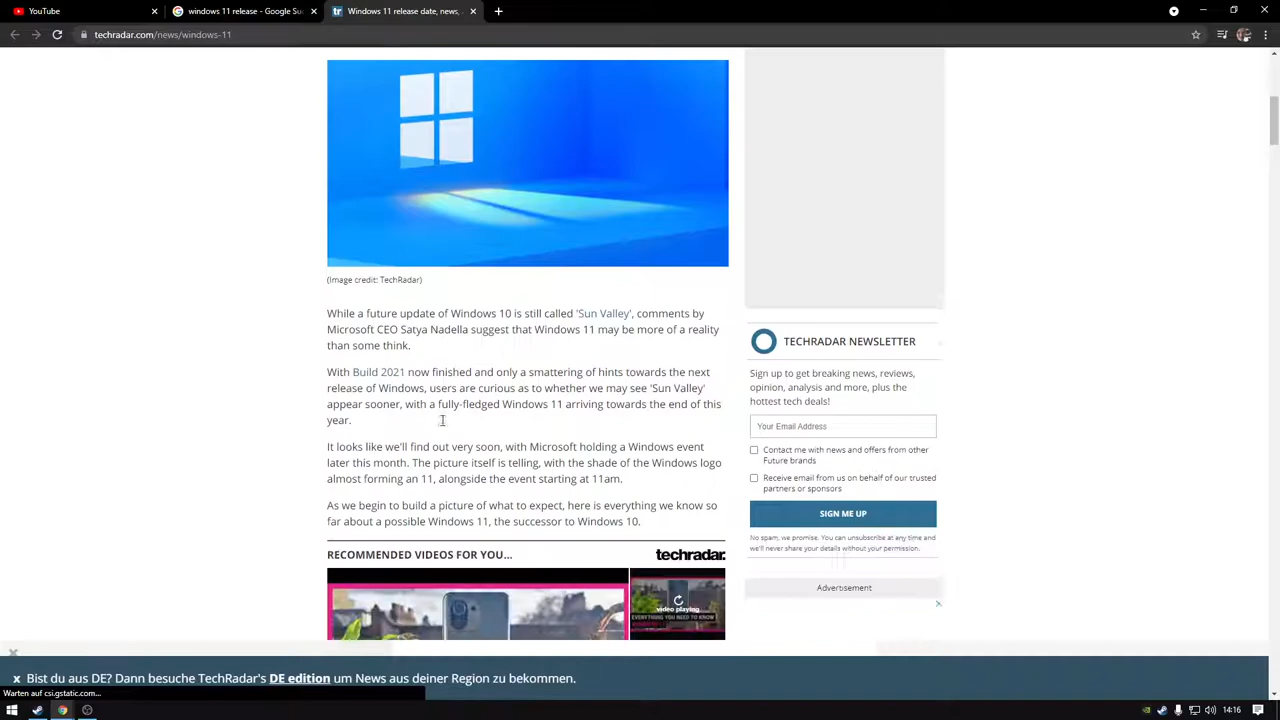 YouTube
windows 11 release - Google Su
Windows 11 release date, news,
techradar.com/news/windows-11
(Image credit: TechRadar)
While a future update of Windows 10 is still called 'Sun Valley', comments by
Microsoft CEO Satya Nadella suggest that Windows 11 may be more of a reality
than some think.
With Build 2021 now finished and only a smattering of hints towards the next
release of Windows, users are curious as to whether we may see 'Sun Valley'
appear sooner, with a fully-fledged Windows 11 arriving towards the end of this
year.
It looks like we'll find out very soon, with Microsoft holding a Windows event
later this month. The picture itself is telling, with the shade of the Windows logo
almost forming an 11, alongside the event starting at 11am.
As we begin to build a picture of what to expect, here is everything we know so
far about a possible Windows 11, the successor to Windows 10.
RECOMMENDED VIDEOS FOR YOU...
techradar.
video playing
EVERYTHING YOU NEED TO KNOW
TECHRADAR NEWSLETTER
Sign up to get breaking news, reviews,
opinion, analysis and more, plus the
hottest tech deals!
Your Email Address
Contact me with news and offers from other
Future brands
Receive email from us on behalf of our trusted
partners or sponsors
SIGN ME UP
No spam, we promise. You can unsubscribe at any time and
we'll never share your details without your permission.
Advertisement
x Bist du aus DE? Dann besuche TechRadar's DE edition um News aus deiner Region zu bekommen.
Warten auf csi.gstatic.com...
14:16